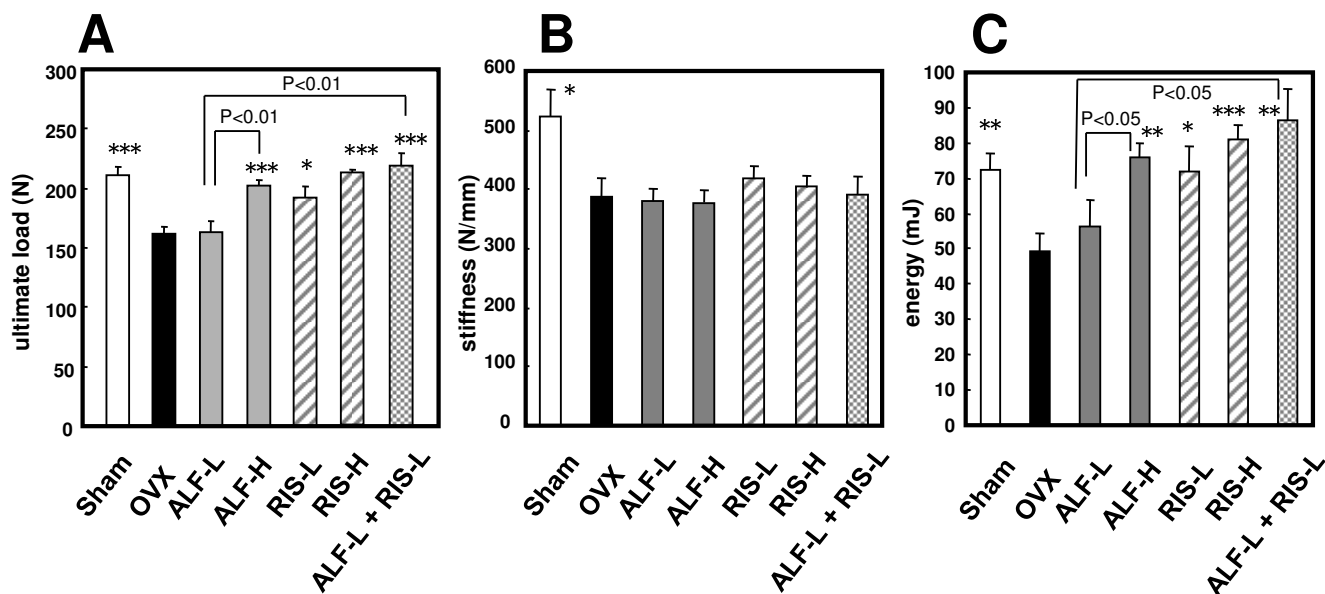 A
ultimate load (N)
300
250
200
150
100
50
0
P<0.01
P<0.01
***
***
*
***
***
Sham
OVX
ALF-L
ALF-H
RIS-L
RIS-H
ALF-L + RIS-L
B
stiffness (N/mm)
600
500
400
300
200
100
0
*
Sham
OVX
ALF-L
ALF-H
RIS-L
RIS-H
ALF-L + RIS-L
C
energy (mJ)
100
90
80
70
60
50
40
30
20
10
0
P<0.05
P<0.05
**
**
*
***
**
Sham
OVX
ALF-L
ALF-H
RIS-L
RIS-H
ALF-L + RIS-L